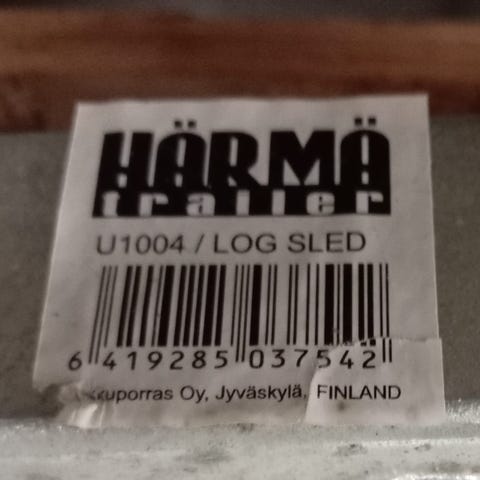 HÄRMÄ
trailer
U1004 / LOG SLED
6 419285 037542
Oy, Jyväskylä, FINLAND